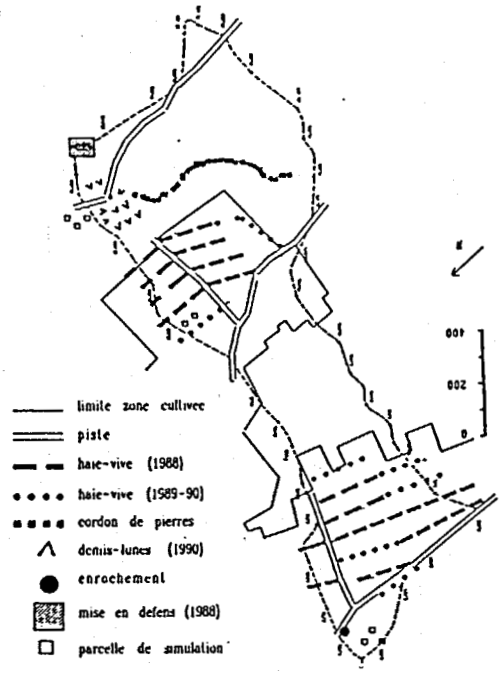 N
400
200
0
limite zone cultivee
piste
haie-vive (1988)
haie-vive (1989-90)
cordon de pierres
demis-lunes (1990)
enrochement
mise en defens (1988)
parcelle de simulation